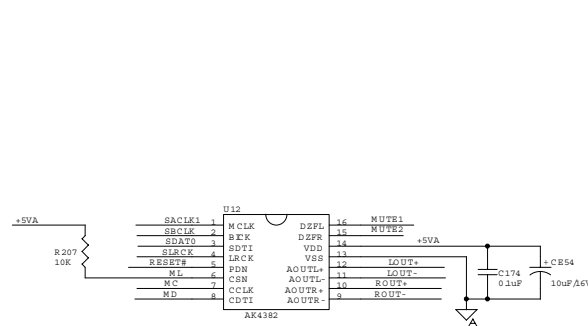 U12
+5VA
SACLK1 1 MCLK DZFL 16 MUTE1
SBCLK 2 BICK DZFR 15 MUTE2
SDAT0 3 SDTI VDD 14 +5VA
SLRCK 4 LRCK VSS 13
RESET# 5 PDN AOUTL+ 12 LOUT+
ML 6 CSN AOUTL- 11 LOUT-
MC 7 CCLK AOUTR+ 10 ROUT+
MD 8 CDTI AOUTR- 9 ROUT-
R207
10K
AK4382
C174
0.1uF
+ CE54
10uF/16V
A